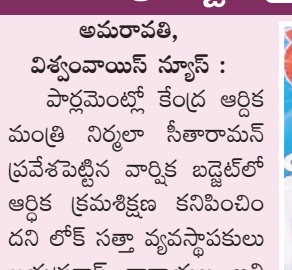 అమరావతి,
విశ్వంవాయిస్ న్యూస్ :
పార్లమెంట్లో కేంద్ర ఆర్దిక
మంత్రి నిర్మలా సీతారామన్
ప్రవేశపెట్టిన వార్షిక బడ్జెట్‌లో
ఆర్థిక క్రమశిక్షణ కనిపించిం
దని లోక్ సత్తా వ్యవస్థాపకులు